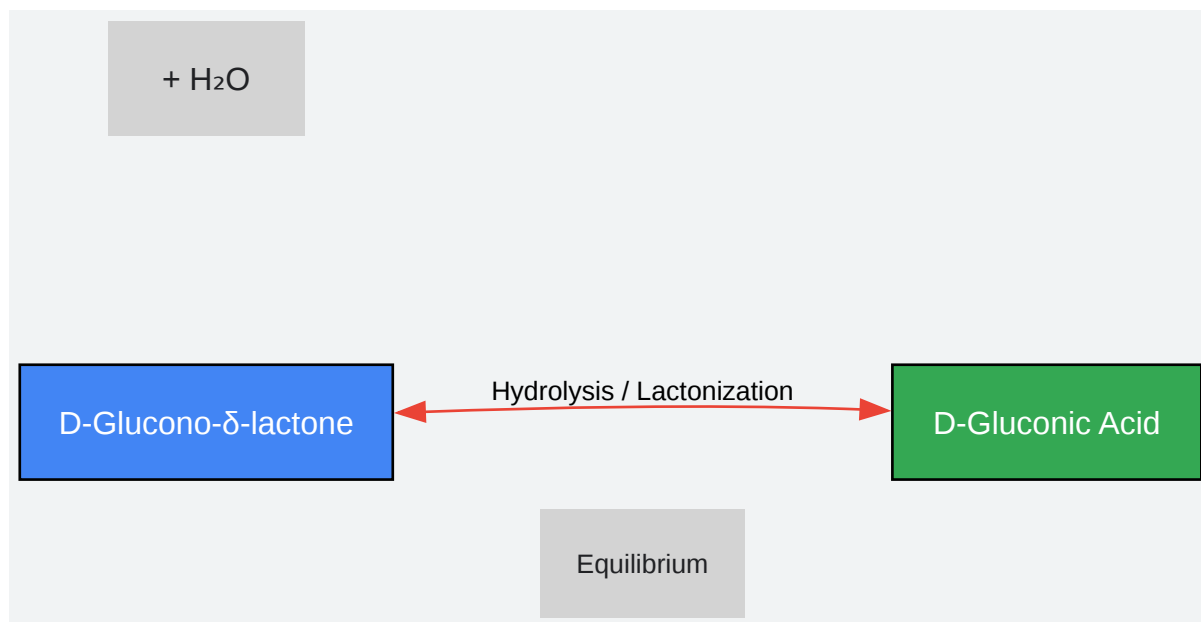 + H₂O
Hydrolysis / Lactonization
D-Glucono-δ-lactone
D-Gluconic Acid
Equilibrium